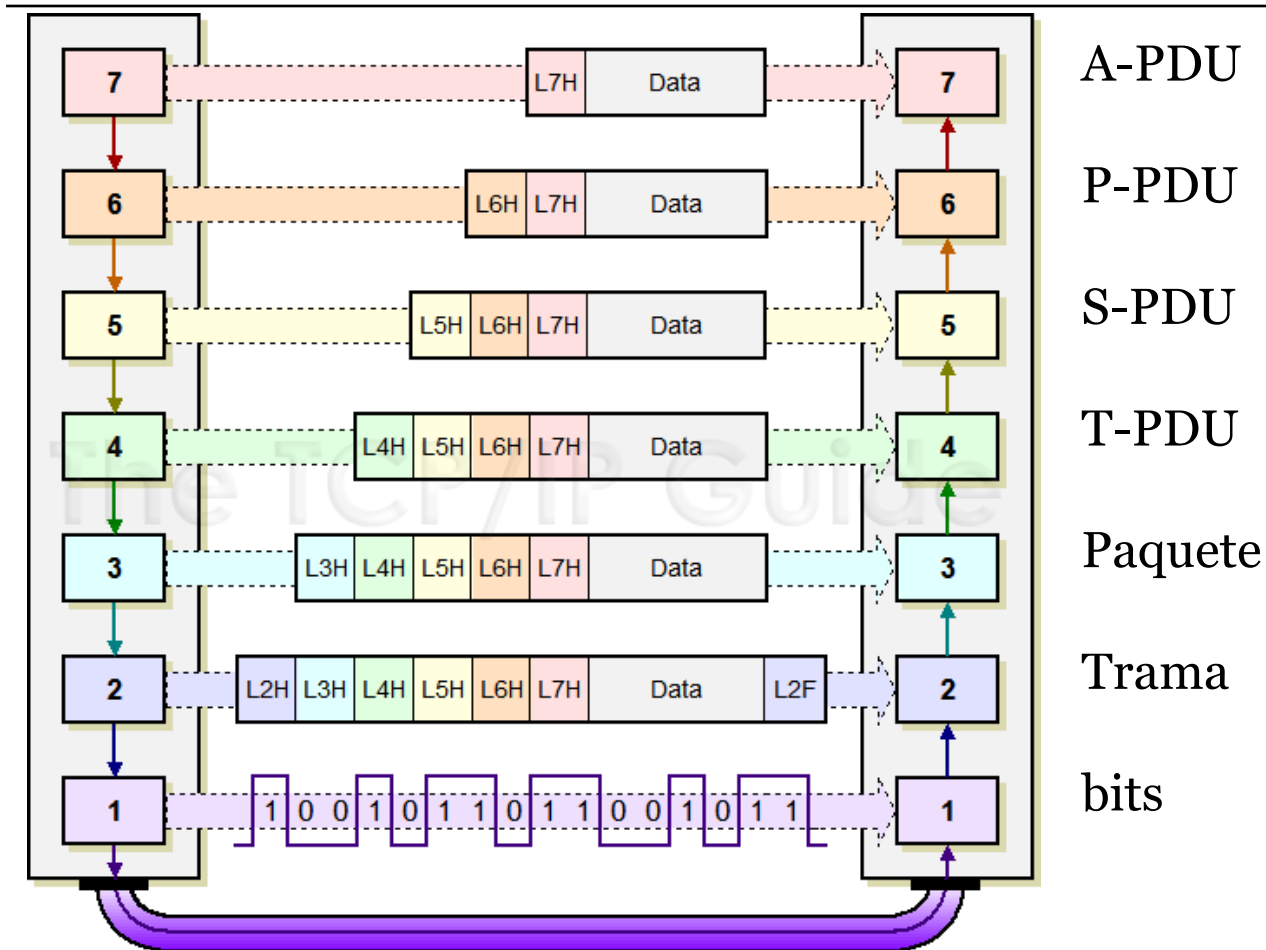 7 L7H Data 7 A-PDU
6 L6H L7H Data 6 P-PDU
5 L5H L6H L7H Data 5 S-PDU
4 L4H L5H L6H L7H Data 4 T-PDU
The TCP/IP Guide
3 L3H L4H L5H L6H L7H Data 3 Paquete
2 L2H L3H L4H L5H L6H L7H Data L2F 2 Trama
1 1 0 0 1 0 1 1 0 1 1 0 0 1 0 1 1 1 bits